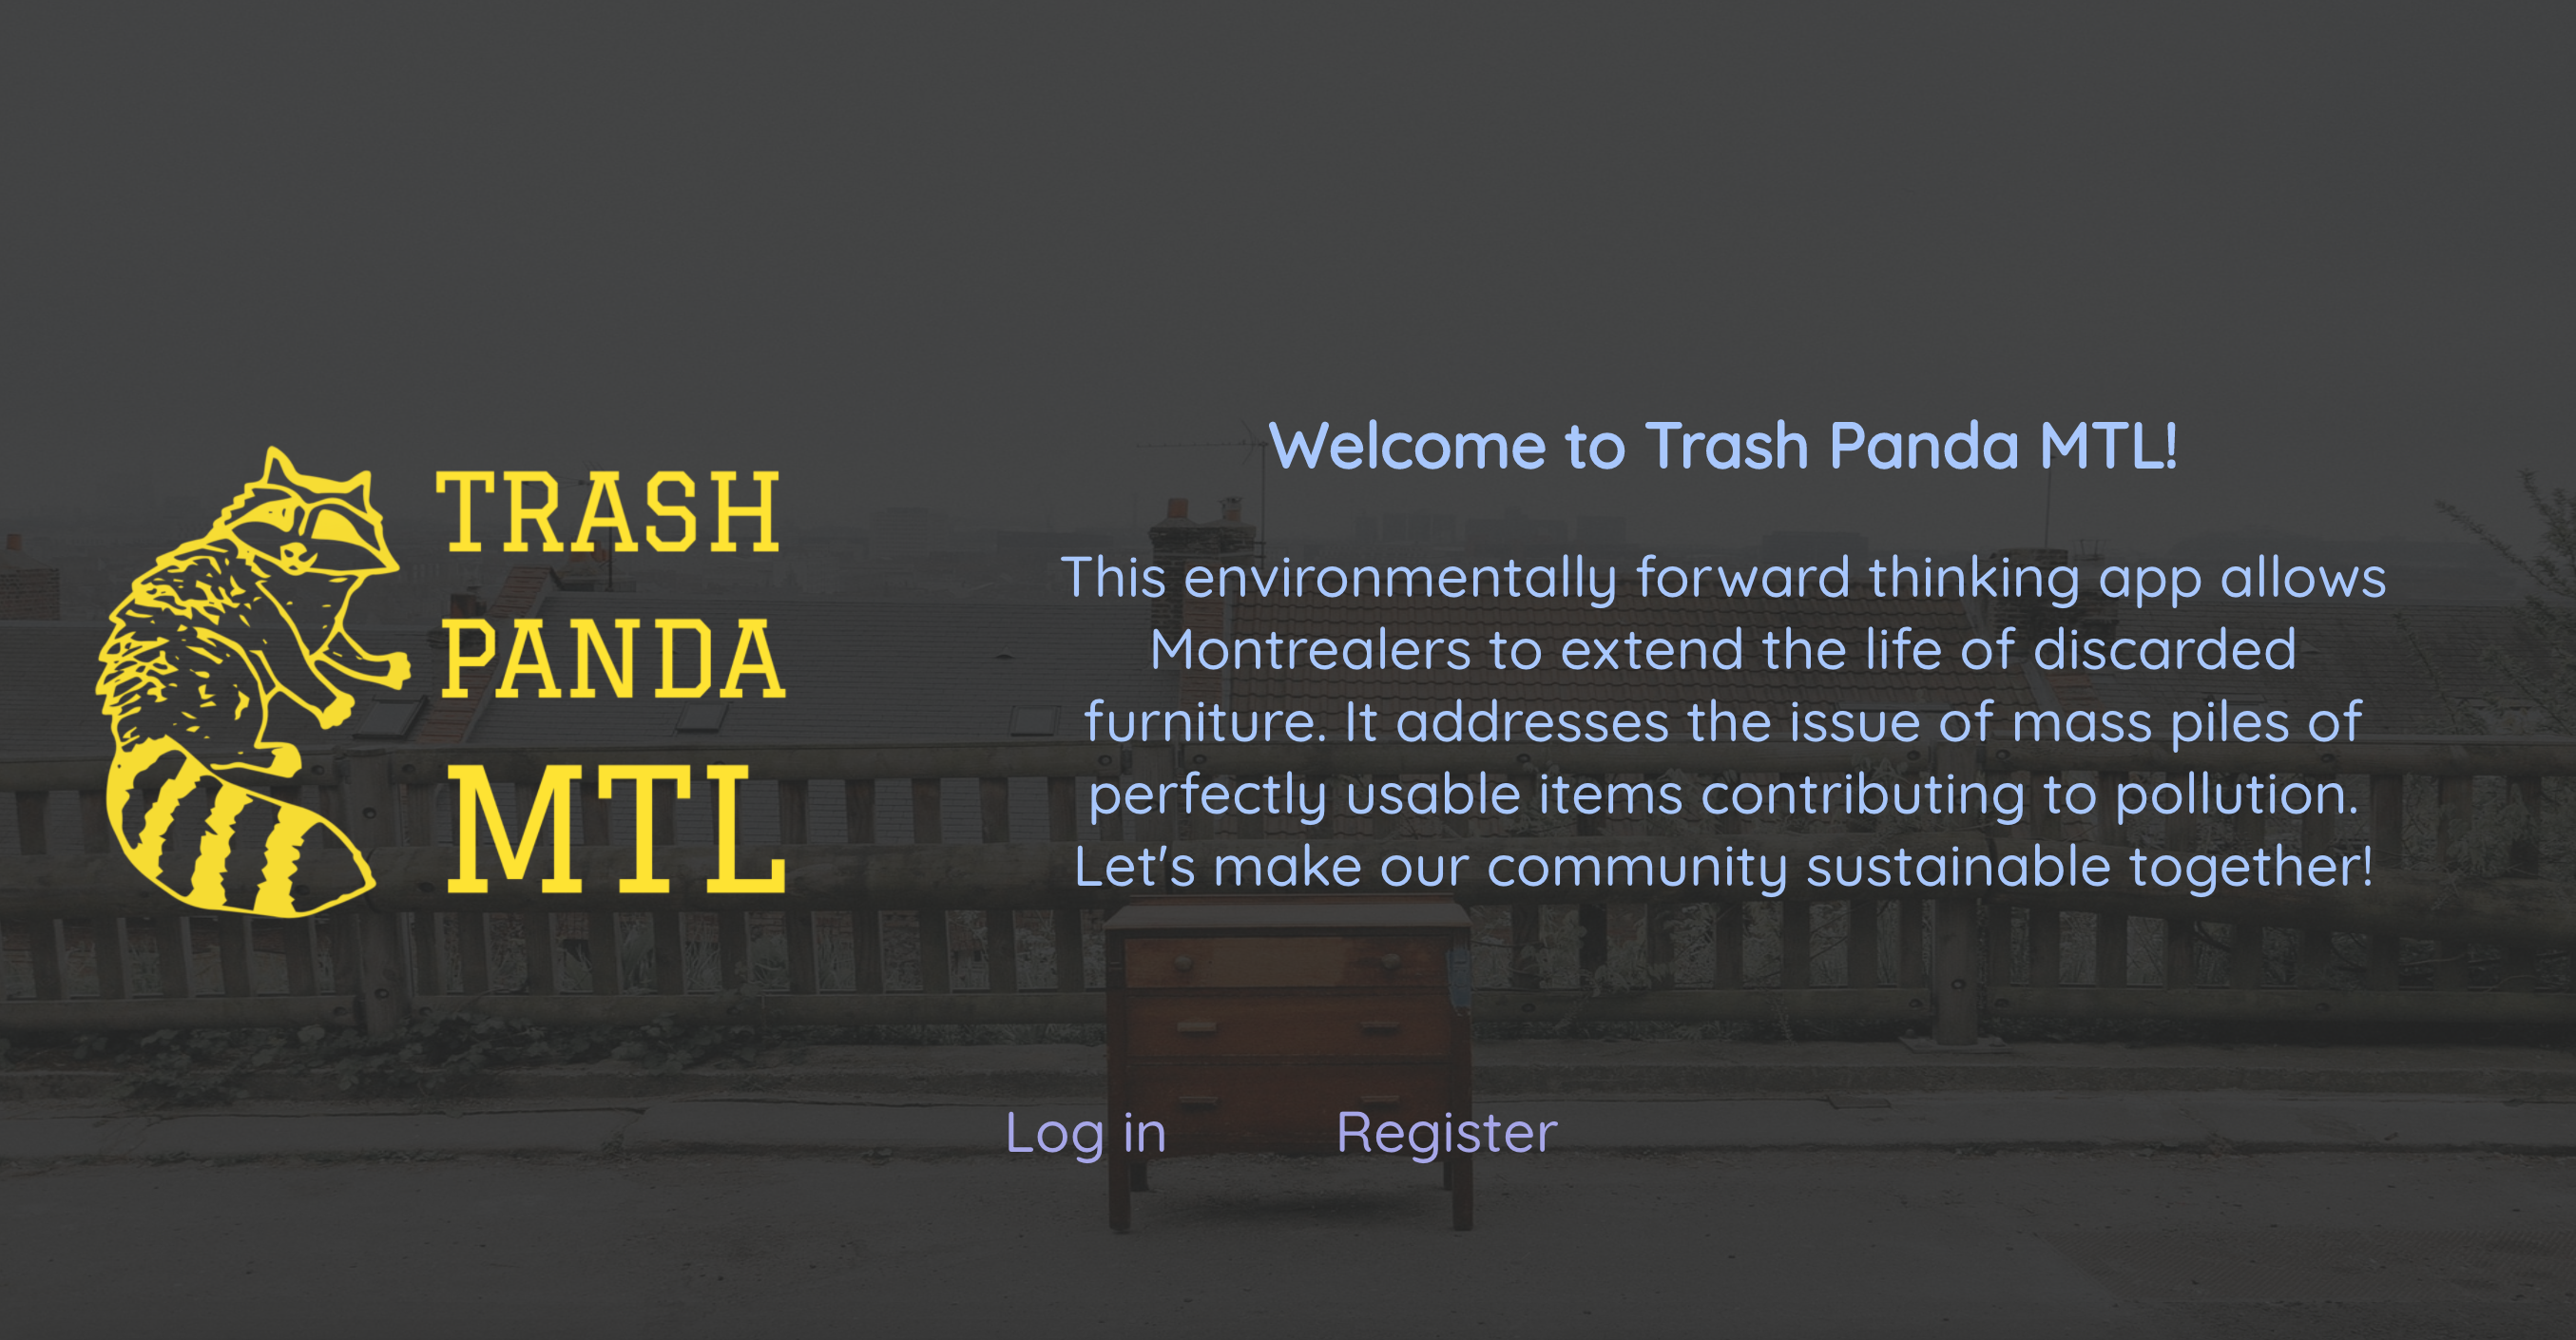 TRASH
PANDA
MTL
Welcome to Trash Panda MTL!
This environmentally forward thinking app allows
Montrealers to extend the life of discarded
furniture. It addresses the issue of mass piles of
perfectly usable items contributing to pollution.
Let's make our community sustainable together!
Log in
Register